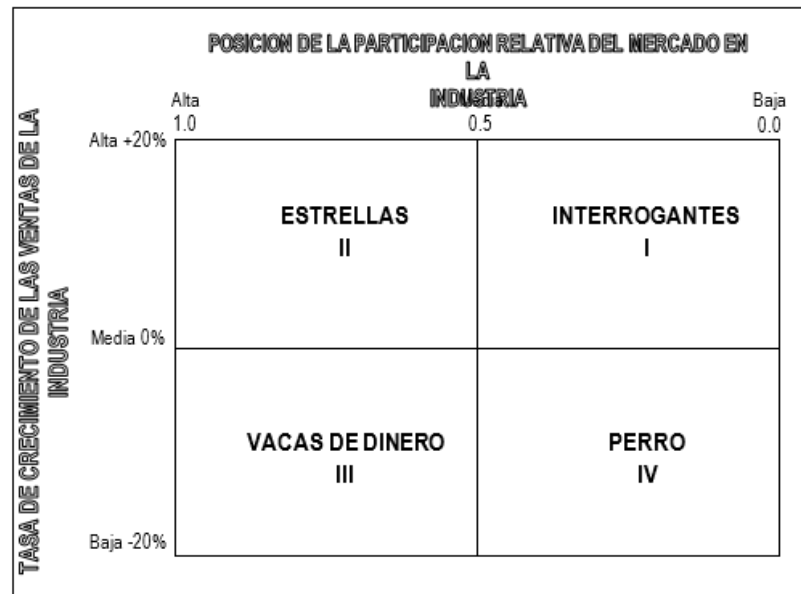 POSICION DE LA PARTICIPACION RELATIVA DEL MERCADO EN
LA
INDUSTRIA
Alta
Media
Baja
1.0
0.5
0.0
TASA DE CRECIMIENTO DE LAS VENTAS DE LA
INDUSTRIA
Alta +20%
ESTRELLAS
II
INTERROGANTES
I
Media 0%
VACAS DE DINERO
III
PERRO
IV
Baja -20%